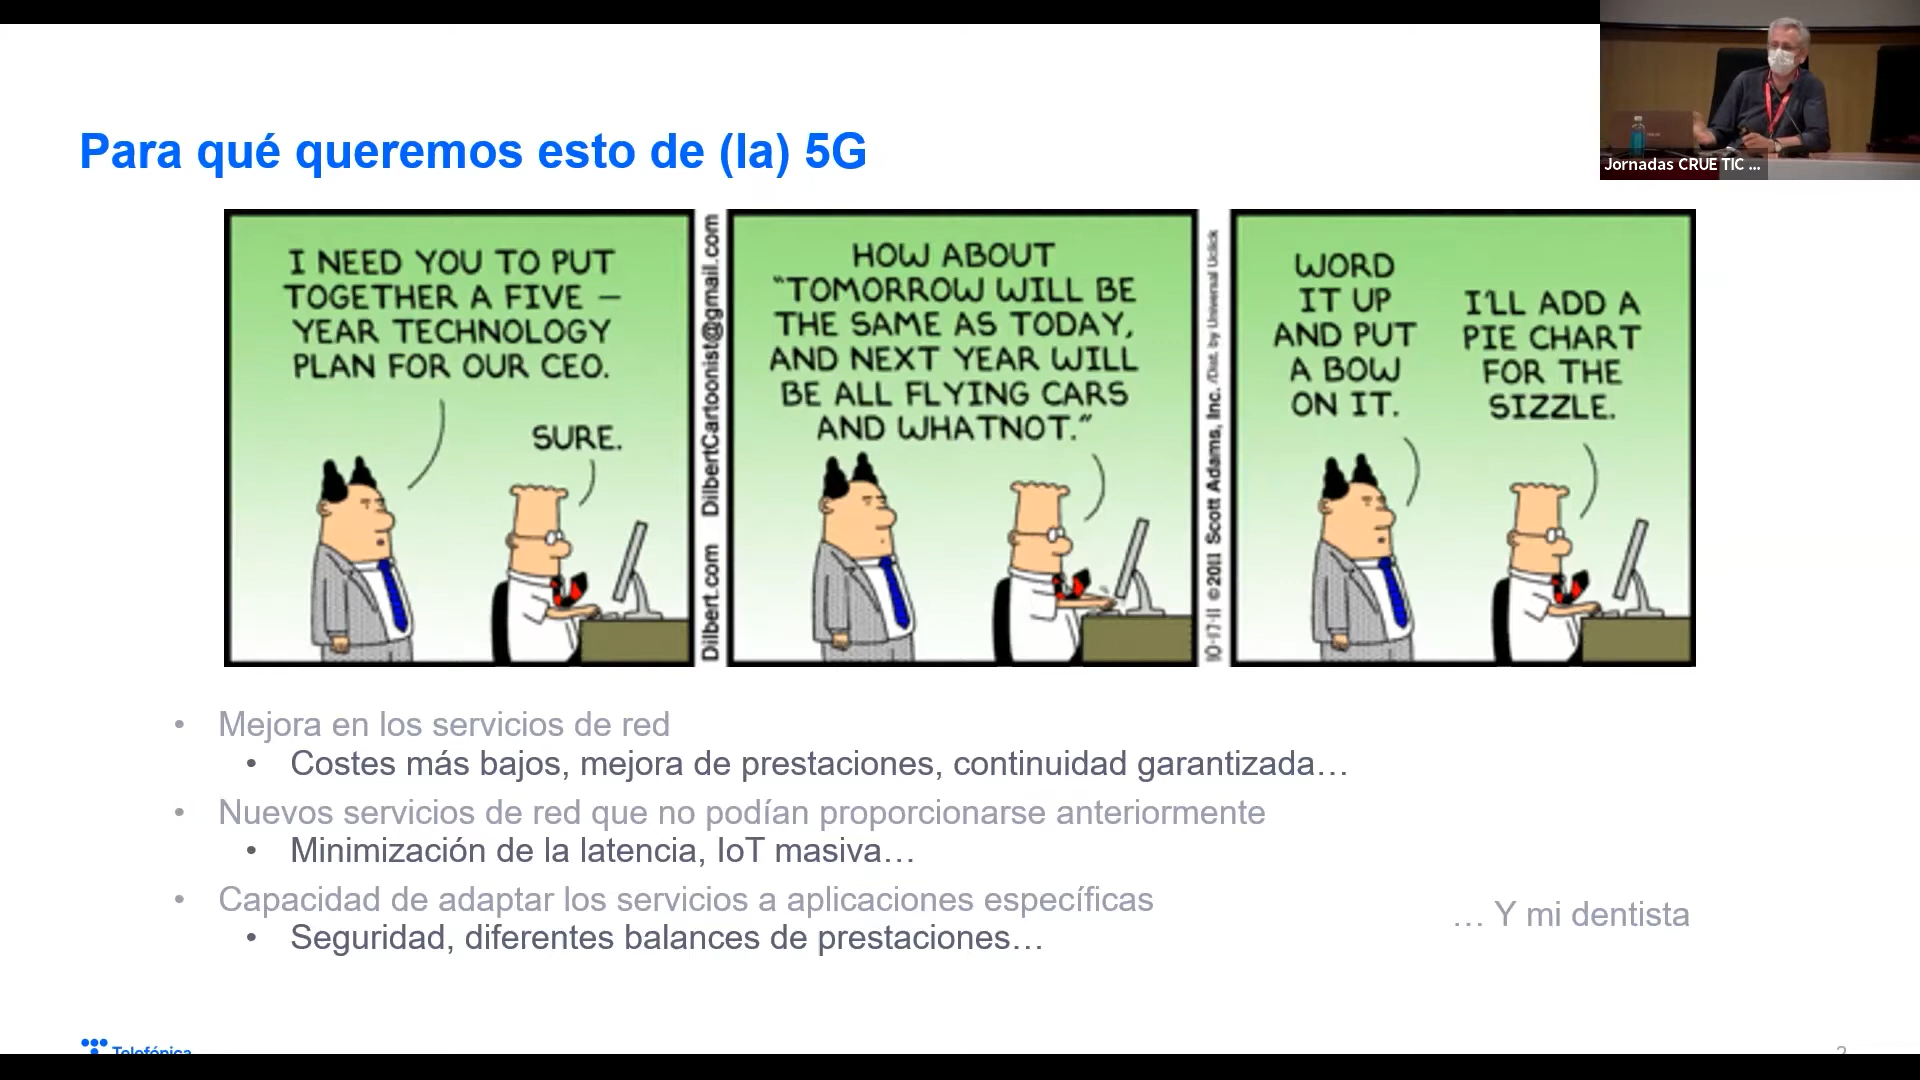 Para qué queremos esto de (la) 5G
Jornadas CRUE TIC ...
I NEED YOU TO PUT
TOGETHER A FIVE –
YEAR TECHNOLOGY
PLAN FOR OUR CEO.
SURE.
Dilbert.com DilbertCartoonist@gmail.com
HOW ABOUT
"TOMORROW WILL BE
THE SAME AS TODAY,
AND NEXT YEAR WILL
BE ALL FLYING CARS
AND WHATNOT."
10-17-11 ©2011 Scott Adams, Inc. /Dist. by Universal Uclick
WORD
IT UP
AND PUT
A BOW
ON IT.
I'LL ADD A
PIE CHART
FOR THE
SIZZLE.
• Mejora en los servicios de red
• Costes más bajos, mejora de prestaciones, continuidad garantizada…
• Nuevos servicios de red que no podían proporcionarse anteriormente
• Minimización de la latencia, IoT masiva…
• Capacidad de adaptar los servicios a aplicaciones específicas
• Seguridad, diferentes balances de prestaciones…
… Y mi dentista
Telefónica
2